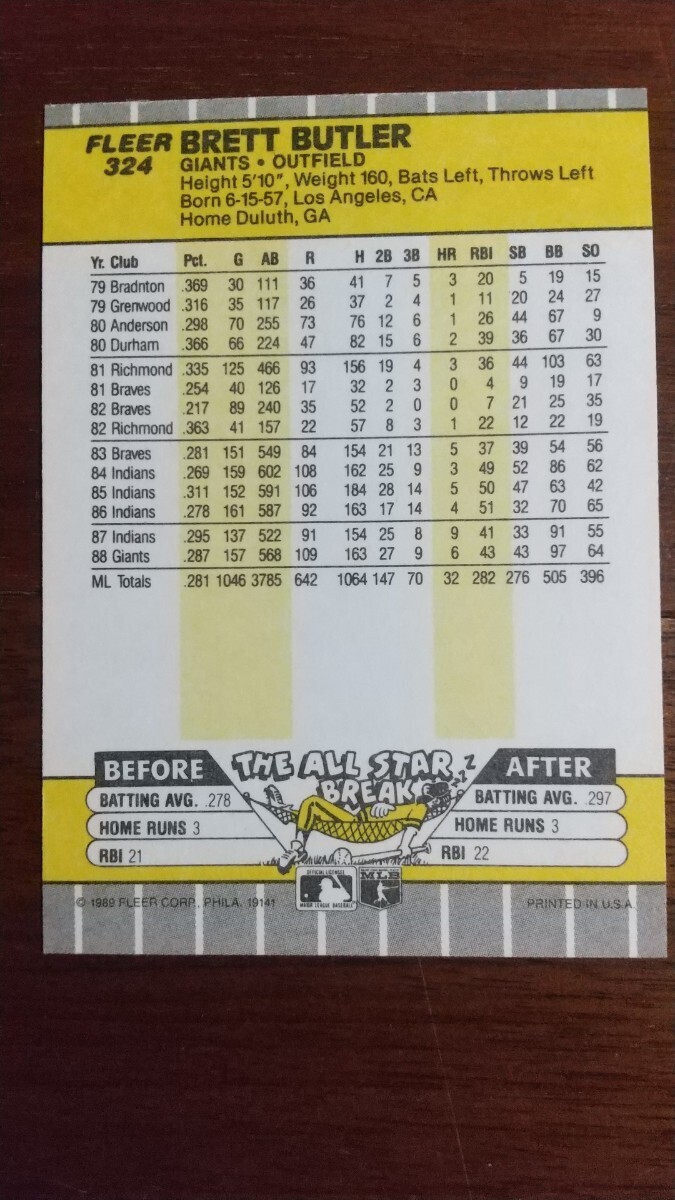 FLEER BRETT BUTLER
324 GIANTS • OUTFIELD
Height 5'10", Weight 160, Bats Left, Throws Left
Born 6-15-57, Los Angeles, CA
Home Duluth, GA
Yr. Club Pct. G AB R H 2B 3B HR RBI SB BB SO
79 Bradnton .369 30 111 36 41 7 5 3 20 5 19 15
79 Grenwood .316 35 117 26 37 2 4 1 11 20 24 27
80 Anderson .298 70 255 73 76 12 6 1 26 44 67 9
80 Durham .366 66 224 47 82 15 6 2 39 36 67 30
81 Richmond .335 125 466 93 156 19 4 3 36 44 103 63
81 Braves .254 40 126 17 32 2 3 0 4 9 19 17
82 Braves .217 89 240 35 52 2 0 0 7 21 25 35
82 Richmond .363 41 157 22 57 8 3 1 22 12 22 19
83 Braves .281 151 549 84 154 21 13 5 37 39 54 56
84 Indians .269 159 602 108 162 25 9 3 49 52 86 62
85 Indians .311 152 591 106 184 28 14 5 50 47 63 42
86 Indians .278 161 587 92 163 17 14 4 51 32 70 65
87 Indians .295 137 522 91 154 25 8 9 41 33 91 55
88 Giants .287 157 568 109 163 27 9 6 43 43 97 64
ML Totals .281 1046 3785 642 1064 147 70 32 282 276 505 396
BEFORE THE ALL STAR BREAK ZZZZ AFTER
BATTING AVG. .278 BATTING AVG. .297
HOME RUNS 3 HOME RUNS 3
RBI 21 RBI 22
OFFICIAL LICENSEE
MAJOR LEAGUE BASEBALL
MLB
© 1989 FLEER CORP., PHILA. 19141 PRINTED IN U.S.A.